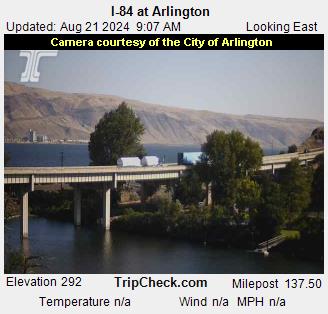 I-84 at Arlington
Updated: Aug 21 2024 9:07 AM Looking East
Camera courtesy of the City of Arlington
Elevation 292 TripCheck.com Milepost 137.50
Temperature n/a Wind n/a MPH n/a